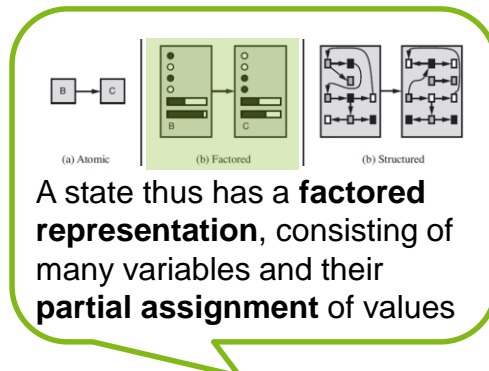 B C
B C
(a) Atomic (b) Factored (b) Structured
A state thus has a factored
representation, consisting of
many variables and their
partial assignment of values